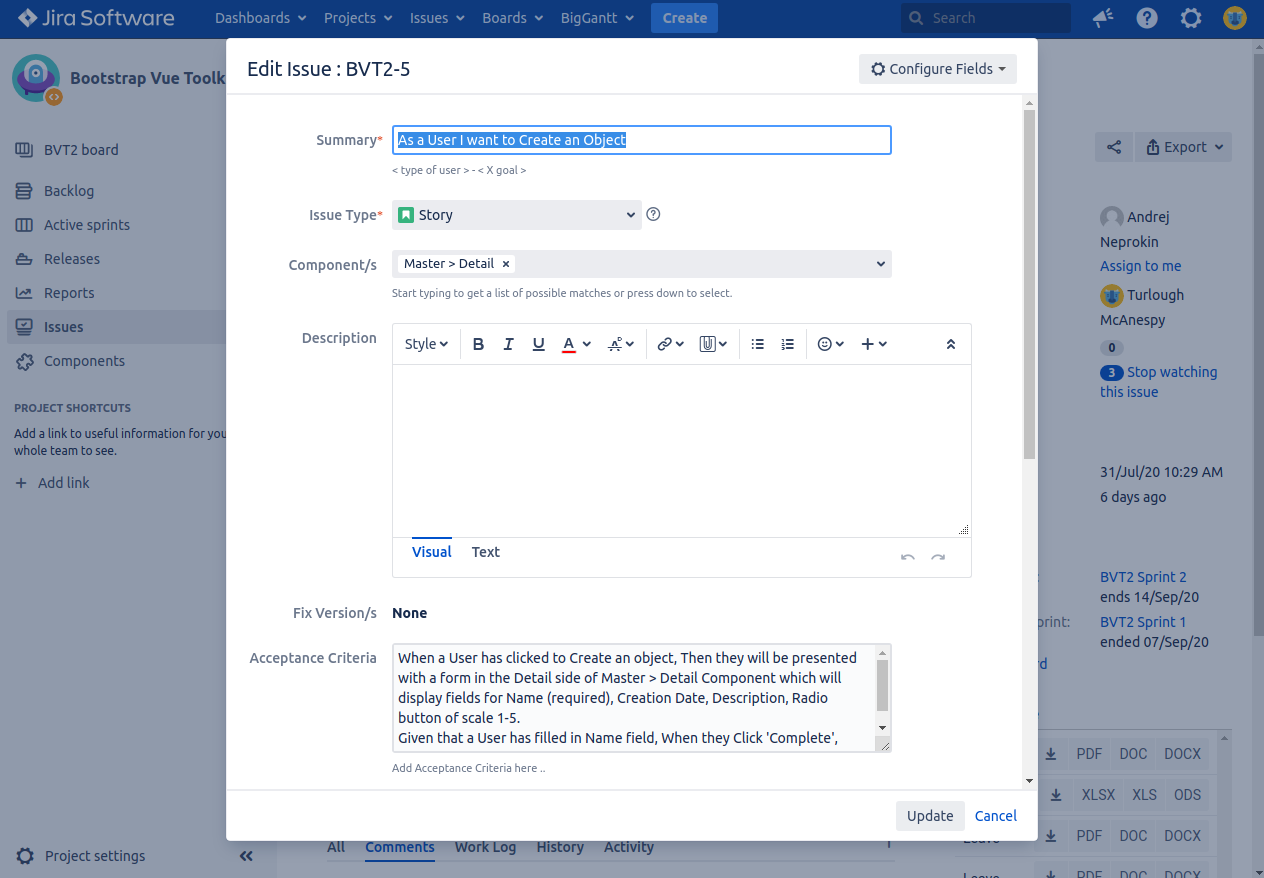 Jira Software
Dashboards Projects Issues Boards BigGantt Create Search
Bootstrap Vue Toolk
BVT2 board
Backlog
Active sprints
Releases
Reports
Issues
Components
PROJECT SHORTCUTS
Add a link to useful information for you
whole team to see.
+ Add link
Project settings
Edit Issue : BVT2-5
Configure Fields
Summary*
As a User I want to Create an Object
< type of user > - < X goal >
Issue Type*
Story
Component/s
Master > Detail
Start typing to get a list of possible matches or press down to select.
Description
Style B I U A
Visual Text
Fix Version/s
None
Acceptance Criteria
When a User has clicked to Create an object, Then they will be presented
with a form in the Detail side of Master > Detail Component which will
display fields for Name (required), Creation Date, Description, Radio
button of scale 1-5.
Given that a User has filled in Name field, When they Click 'Complete',
Add Acceptance Criteria here ..
Update Cancel
All Comments Work Log History Activity
Export
Andrej
Neprokin
Assign to me
Turlough
McAnespy
0
3 Stop watching
this issue
31/Jul/20 10:29 AM
6 days ago
BVT2 Sprint 2
ends 14/Sep/20
print: BVT2 Sprint 1
ended 07/Sep/20
PDF DOC DOCX
XLSX XLS ODS
PDF DOC DOCX
PDF DOC DOCX